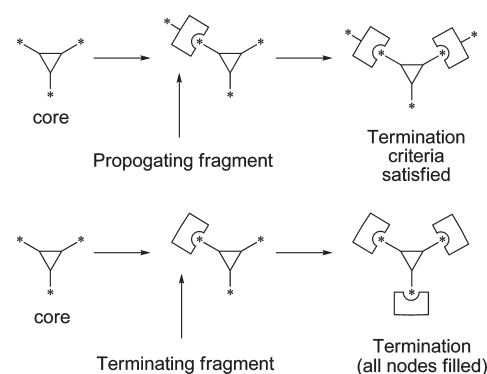 * * * * * * * *
core
*
*
*
Propogating fragment
Termination
criteria
satisfied
* * * * * *
core
*
*
*
Terminating fragment
Termination
(all nodes filled)